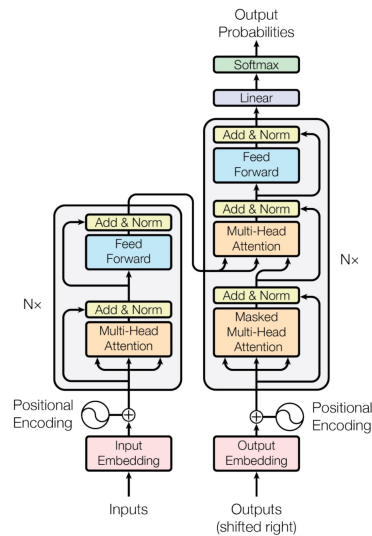 Output
Probabilities
Softmax
Linear
Add & Norm
Feed
Forward
Add & Norm
Multi-Head
Attention
Add & Norm
Masked
Multi-Head
Attention
N×
Add & Norm
Feed
Forward
Add & Norm
Multi-Head
Attention
N×
Positional
Encoding
Positional
Encoding
Input
Embedding
Output
Embedding
Inputs
Outputs
(shifted right)